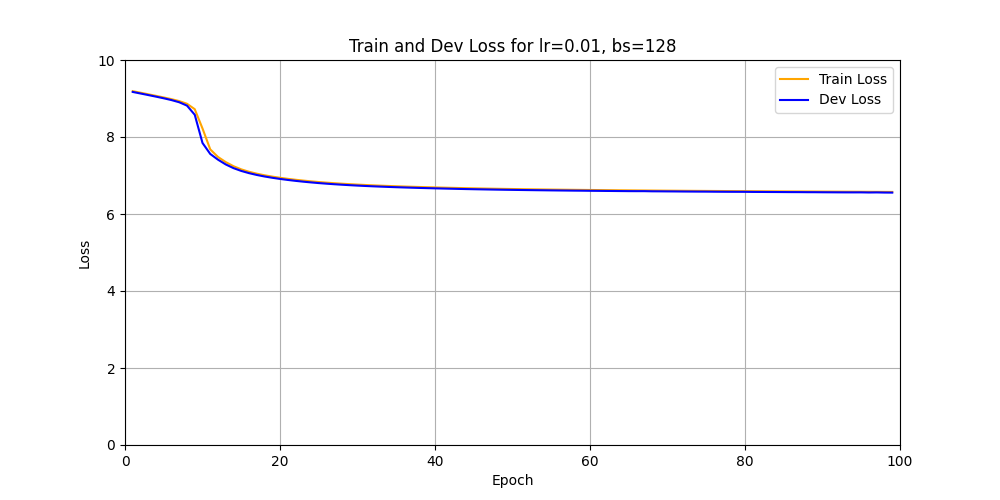 Train and Dev Loss for lr=0.01, bs=128
10
8
6
4
2
0
Loss
Train Loss
Dev Loss
0 20 40 60 80 100
Epoch